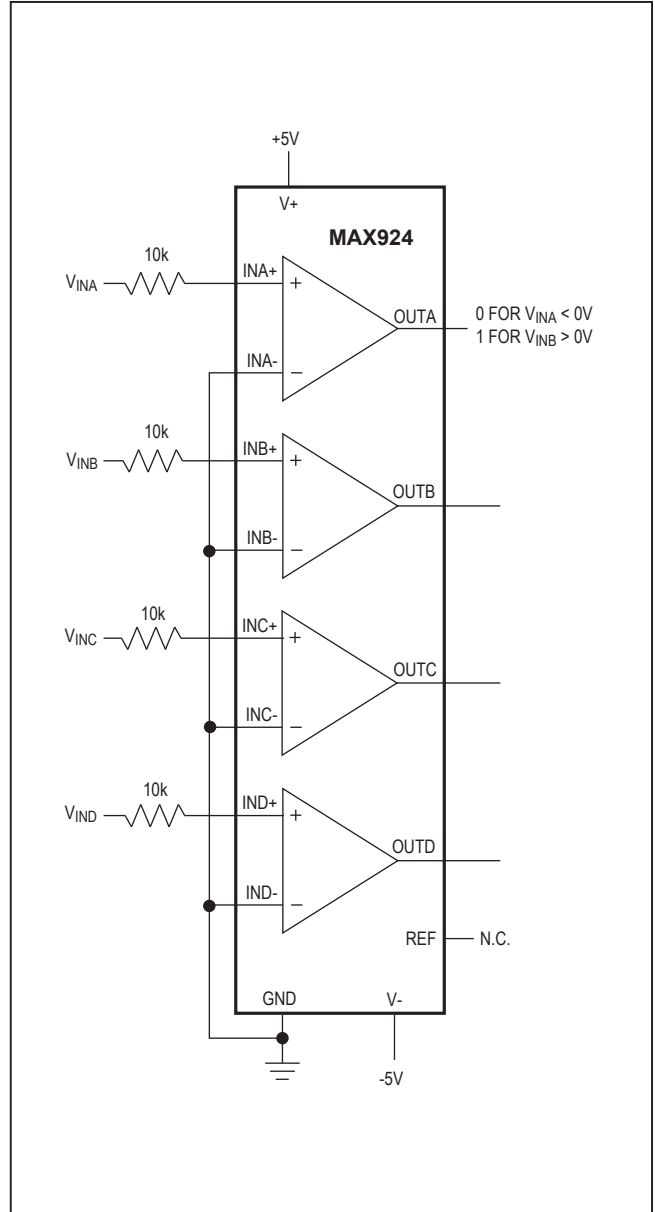 +5V
V+
MAX924
10k
VINA
INA+
+
OUTA
0 FOR VINA < 0V
1 FOR VINB > 0V
INA-
−
10k
VINB
INB+
+
OUTB
INB-
−
10k
VINC
INC+
+
OUTC
INC-
−
10k
VIND
IND+
+
OUTD
IND-
−
REF
N.C.
GND
V-
-5V